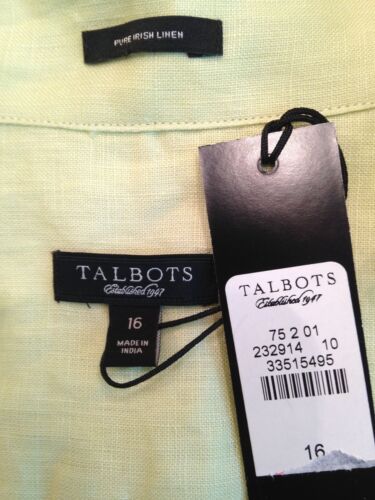 PURE IRISH LINEN
TALBOTS
Established 1947
16
MADE IN
INDIA
TALBOTS
Established 1947
75 2 01
232914 10
33515495
16